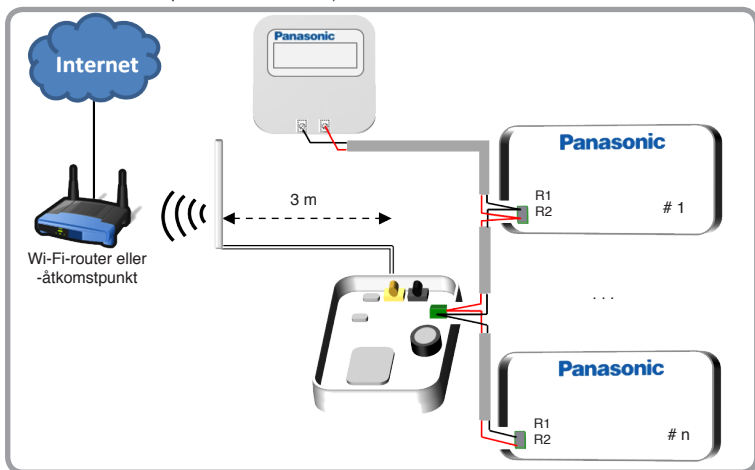 Panasonic
Internet
Panasonic
R1
R2
# 1
3 m
Wi-Fi-router eller
-åtkomstpunkt
. . .
Panasonic
R1
R2
# n